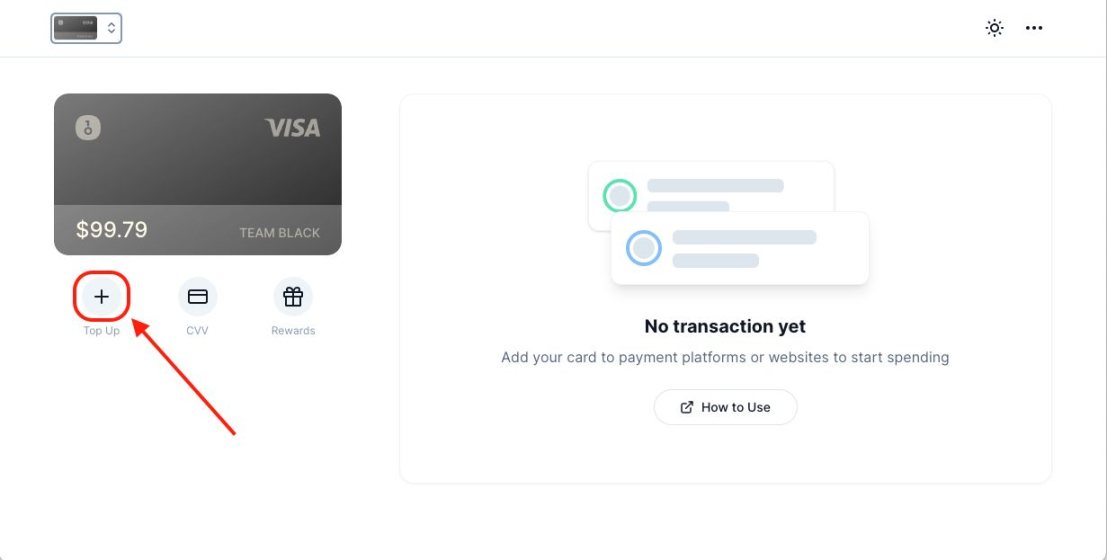 VISA
$99.79
TEAM BLACK
Top Up
CVV
Rewards
No transaction yet
Add your card to payment platforms or websites to start spending
How to Use